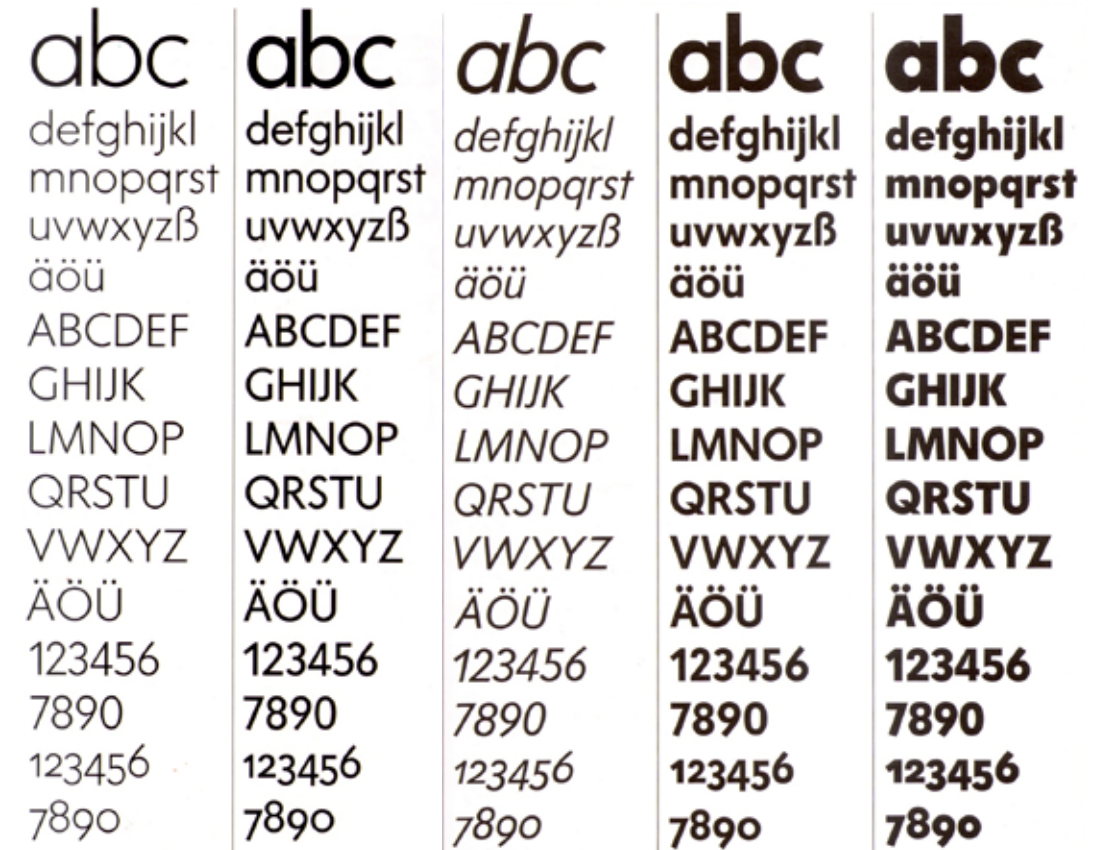 abc
defghijkl
mnopqrst
uvwxyzß
äöü
ABCDEF
GHIJK
LMNOP
QRSTU
VWXYZ
ÄÖÜ
123456
7890
123456
7890
abc
defghijkl
mnopqrst
uvwxyzß
äöü
ABCDEF
GHIJK
LMNOP
QRSTU
VWXYZ
ÄÖÜ
123456
7890
123456
7890
abc
defghijkl
mnopqrst
uvwxyzß
äöü
ABCDEF
GHIJK
LMNOP
QRSTU
VWXYZ
ÄÖÜ
123456
7890
123456
7890
abc
defghijkl
mnopqrst
uvwxyzß
äöü
ABCDEF
GHIJK
LMNOP
QRSTU
VWXYZ
ÄÖÜ
123456
7890
123456
7890
abc
defghijkl
mnopqrst
uvwxyzß
äöü
ABCDEF
GHIJK
LMNOP
QRSTU
VWXYZ
ÄÖÜ
123456
7890
123456
7890